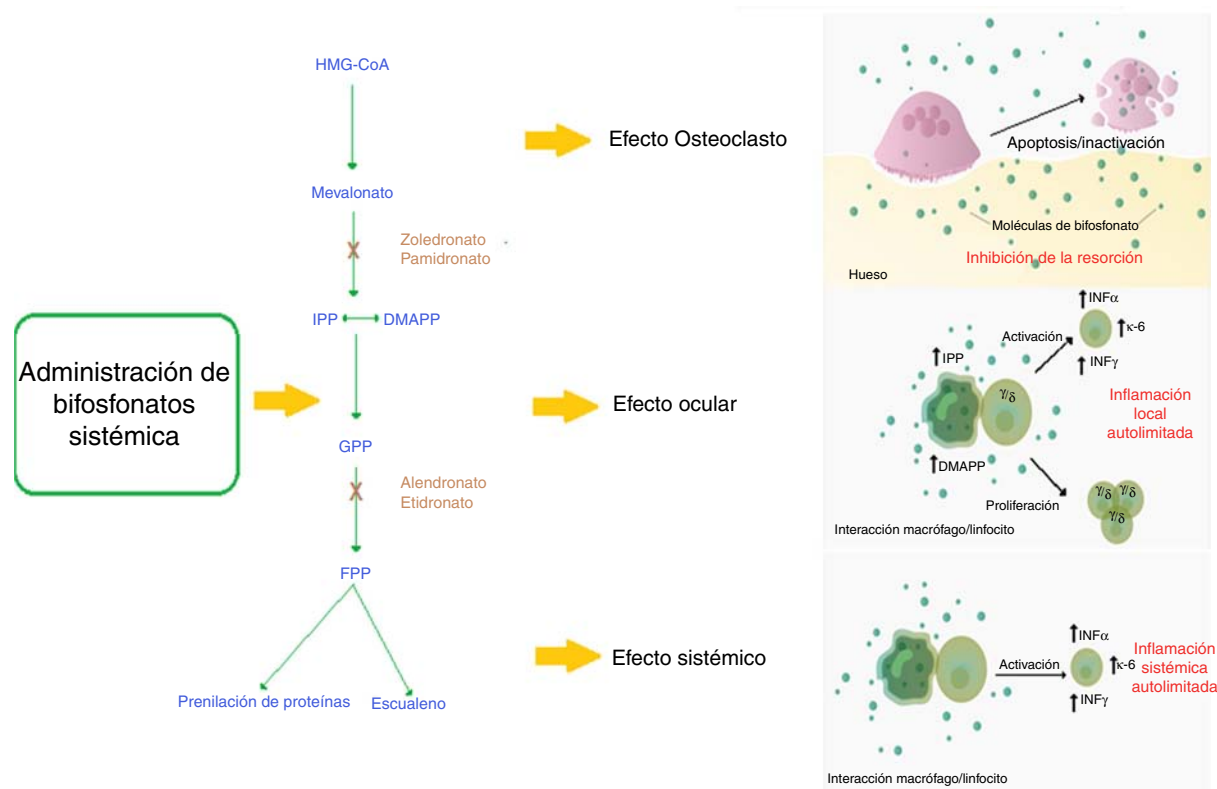 Administración de
bifosfonatos
sistémica
HMG-CoA
Mevalonato
Zoledronato
Pamidronato
IPP
DMAPP
GPP
Alendronato
Etidronato
FPP
Prenilación de proteínas
Escualeno
Efecto Osteoclasto
Apoptosis/inactivación
Moléculas de bifosfonato
Inhibición de la resorción
Hueso
Efecto ocular
IPP
DMAPP
γ/δ
Activación
INFα
κ-6
INFγ
Inflamación
local
autolimitada
Proliferación
γ/δ
γ/δ
γ/δ
Interacción macrófago/linfocito
Efecto sistémico
Activación
INFα
κ-6
INFγ
Inflamación
sistémica
autolimitada
Interacción macrófago/linfocito